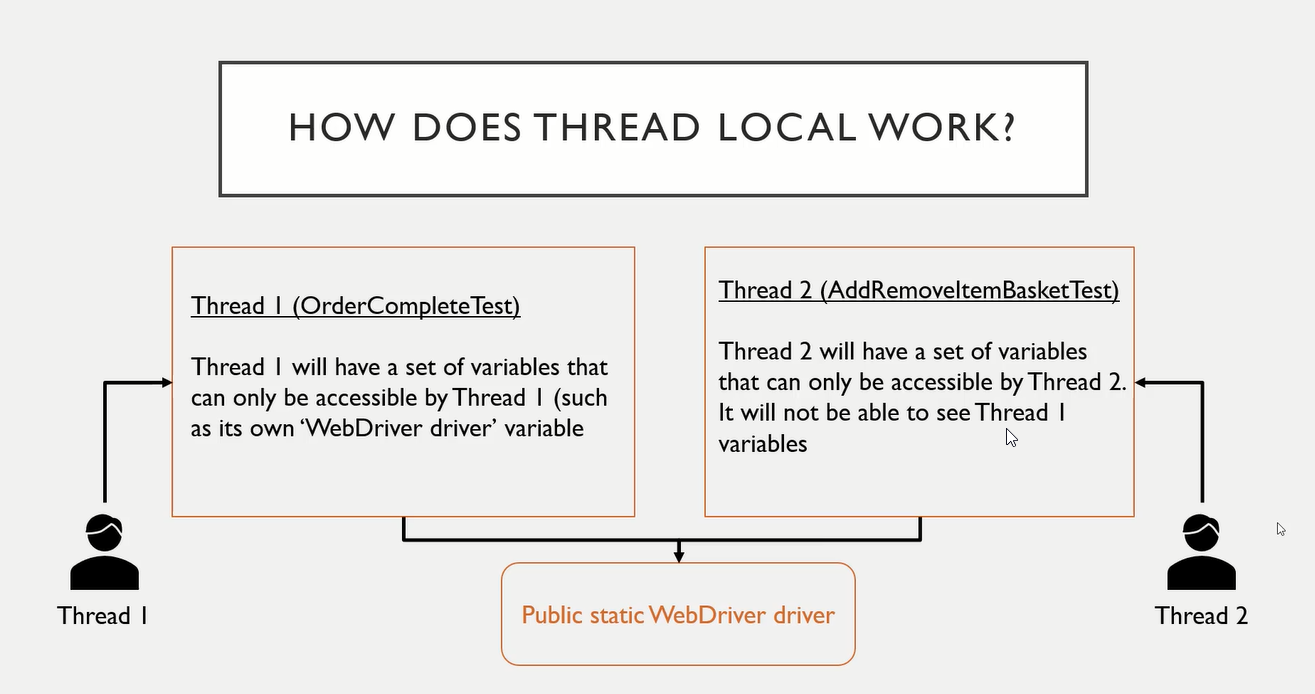 HOW DOES THREAD LOCAL WORK?
Thread 1 (OrderCompleteTest)
Thread 1 will have a set of variables that
can only be accessible by Thread 1 (such
as its own ‘WebDriver driver’ variable
Thread 2 (AddRemoveItemBasketTest)
Thread 2 will have a set of variables
that can only be accessible by Thread 2.
It will not be able to see Thread 1
variables
Thread 1
Public static WebDriver driver
Thread 2